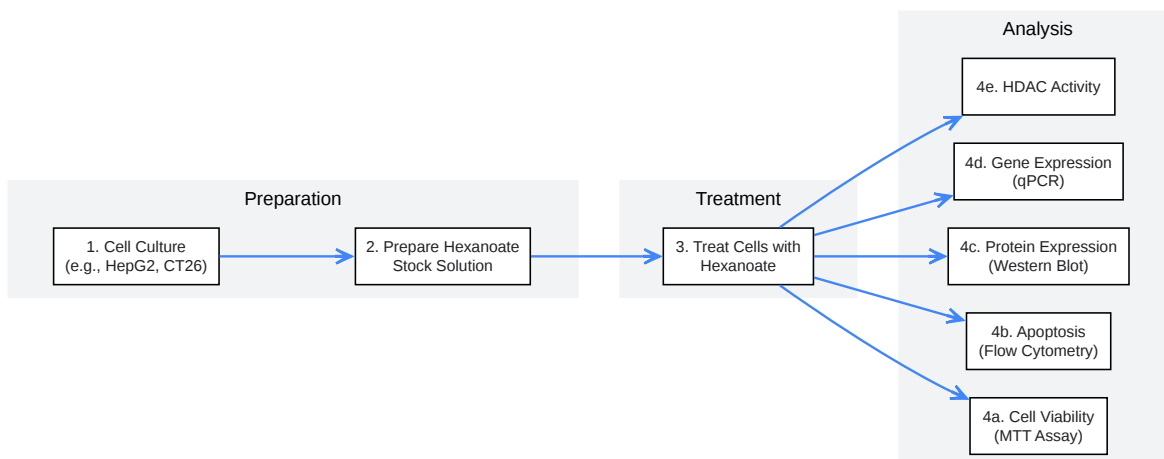 Preparation
1. Cell Culture
(e.g., HepG2, CT26)
2. Prepare Hexanoate
Stock Solution
Treatment
3. Treat Cells with
Hexanoate
Analysis
4e. HDAC Activity
4d. Gene Expression
(qPCR)
4c. Protein Expression
(Western Blot)
4b. Apoptosis
(Flow Cytometry)
4a. Cell Viability
(MTT Assay)